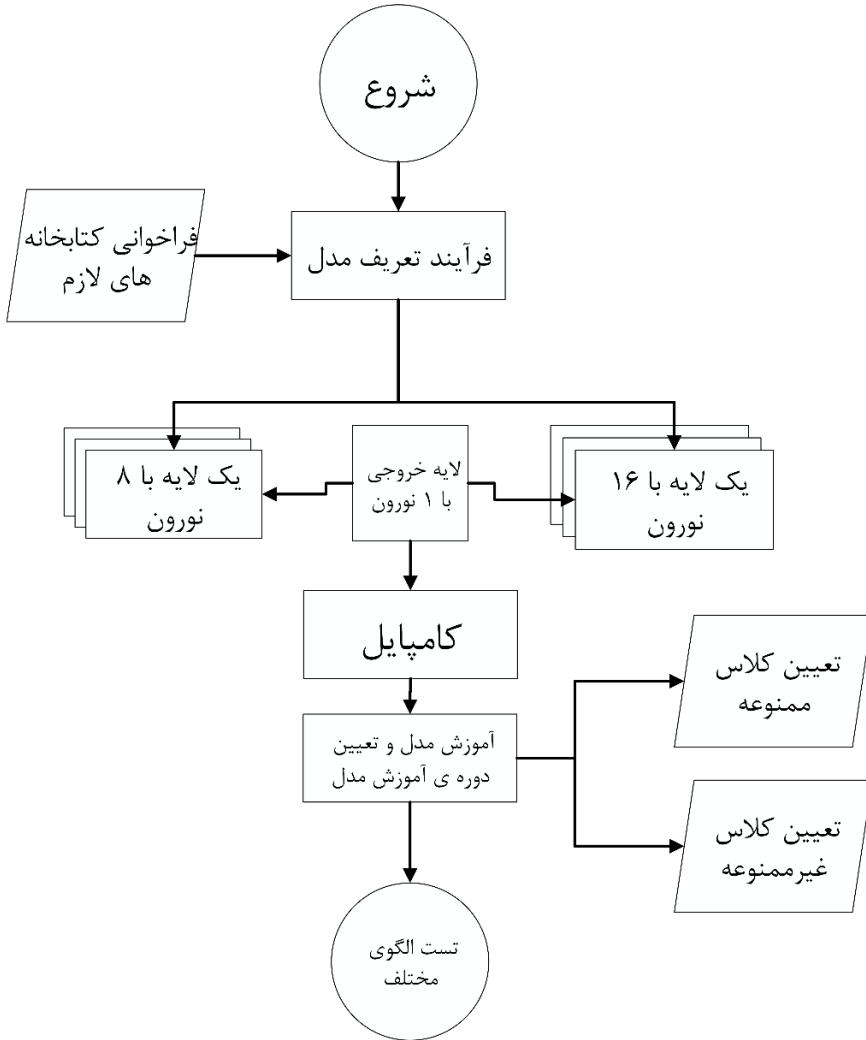 شروع
فراخوانی کتابخانه
های لازم
فرآیند تعریف مدل
یک لایه با ۱۶
نورون
لایه خروجی
با ۱ نورون
یک لایه با ۸
نورون
کامپایل
آموزش مدل و تعیین
دوره ی آموزش مدل
تعیین کلاس
ممنوعه
تعیین کلاس
غیرممنوعه
تست الگوی
مختلف